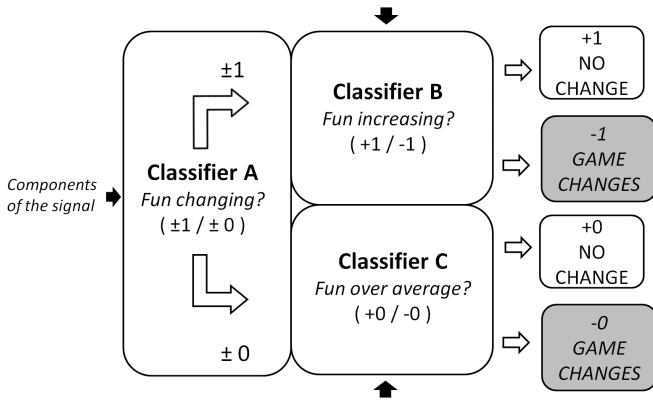 Components
of the signal
±1
Classifier A
Fun changing?
( ±1 / ± 0 )
± 0
Classifier B
Fun increasing?
( +1 / -1 )
Classifier C
Fun over average?
( +0 / -0 )
+1
NO
CHANGE
-1
GAME
CHANGES
+0
NO
CHANGE
-0
GAME
CHANGES